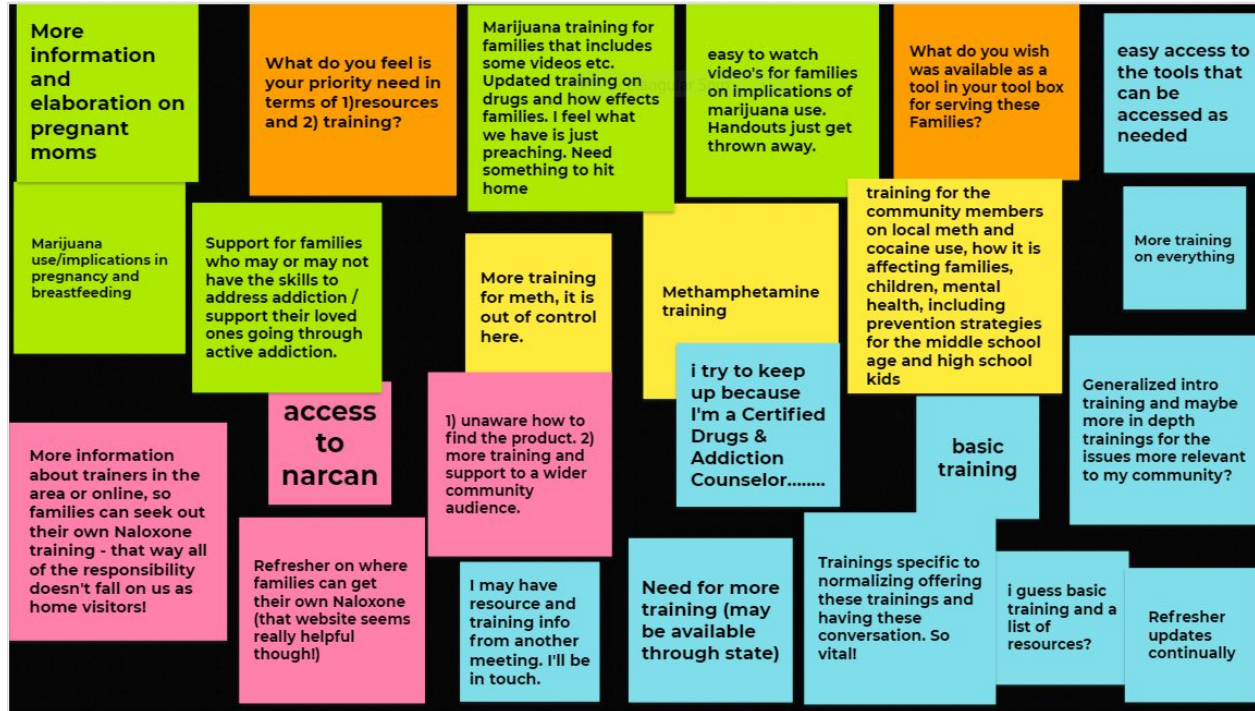 More
information
and
elaboration on
pregnant
moms
What do you feel is
your priority need in
terms of 1)resources
and 2) training?
Marijuana training for
families that includes
some videos etc.
Updated training on
drugs and how effects
families. I feel what
we have is just
preaching. Need
something to hit
home
easy to watch
video's for families
on implications of
marijuana use.
Handouts just get
thrown away.
What do you wish
was available as a
tool in your tool box
for serving these
Families?
easy access to
the tools that
can be
accessed as
needed
Marijuana
use/implications in
pregnancy and
breastfeeding
Support for families
who may or may not
have the skills to
address addiction /
support their loved
ones going through
active addiction.
More training
for meth, it is
out of control
here.
Methamphetamine
training
training for the
community members
on local meth and
cocaine use, how it is
affecting families,
children, mental
health, including
prevention strategies
for the middle school
age and high school
kids
More training
on everything
More information
about trainers in the
area or online, so
families can seek out
their own Naloxone
training - that way all
of the responsibility
doesn't fall on us as
home visitors!
access
to
narcan
1) unaware how to
find the product. 2)
more training and
support to a wider
community
audience.
i try to keep
up because
I'm a Certified
Drugs &
Addiction
Counselor........
basic
training
Generalized intro
training and maybe
more in depth
trainings for the
issues more relevant
to my community?
Refresher on where
families can get
their own Naloxone
(that website seems
really helpful
though!)
I may have
resource and
training info
from another
meeting. I'll be
in touch.
Need for more
training (may
be available
through state)
Trainings specific to
normalizing offering
these trainings and
having these
conversation. So
vital!
i guess basic
training and a
list of
resources?
Refresher
updates
continually